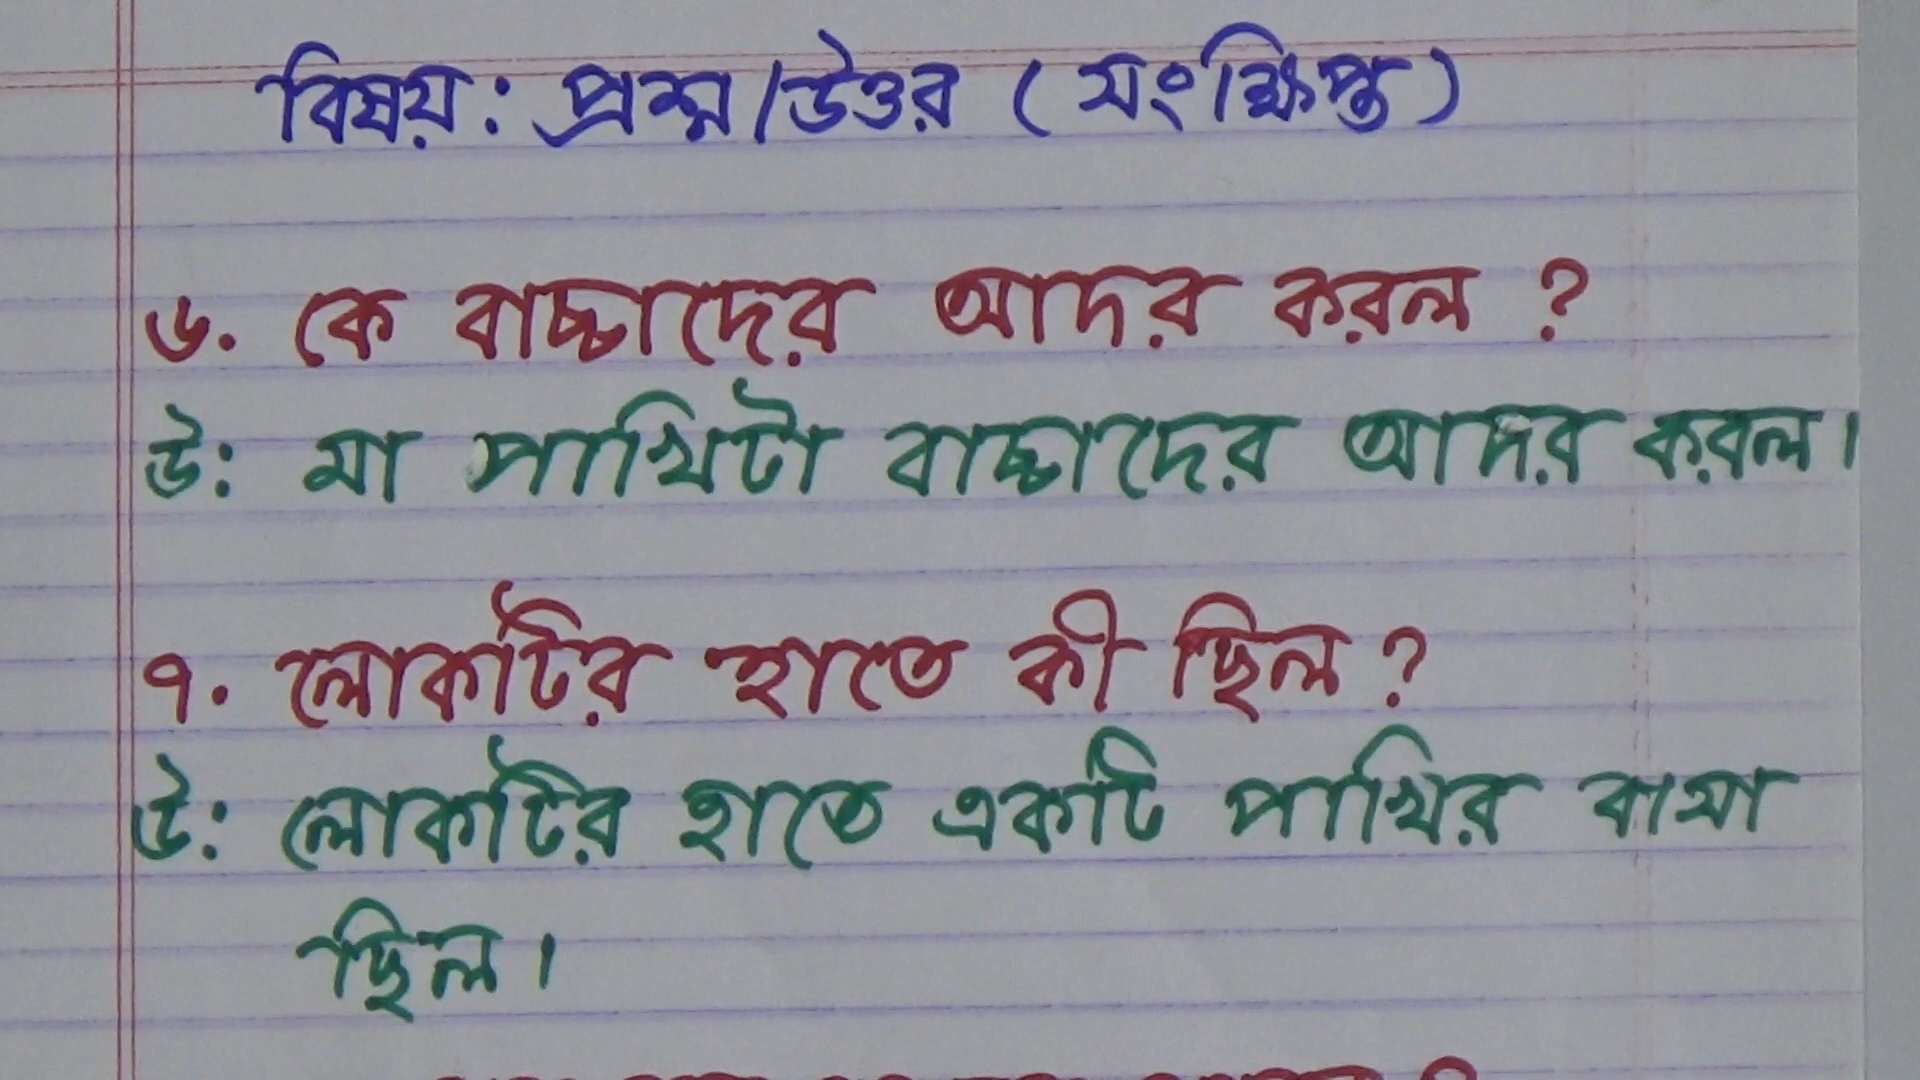 বিষয়: প্রশ্ন/উত্তর (সংক্ষিপ্ত)
৬. কে বাচ্চাদের আদর করল ?
উ: মা পাখিটা বাচ্চাদের আদর করল।
৭. লোকটির হাতে কী ছিল ?
উ: লোকটির হাতে একটি পাখির বাসা
ছিল।